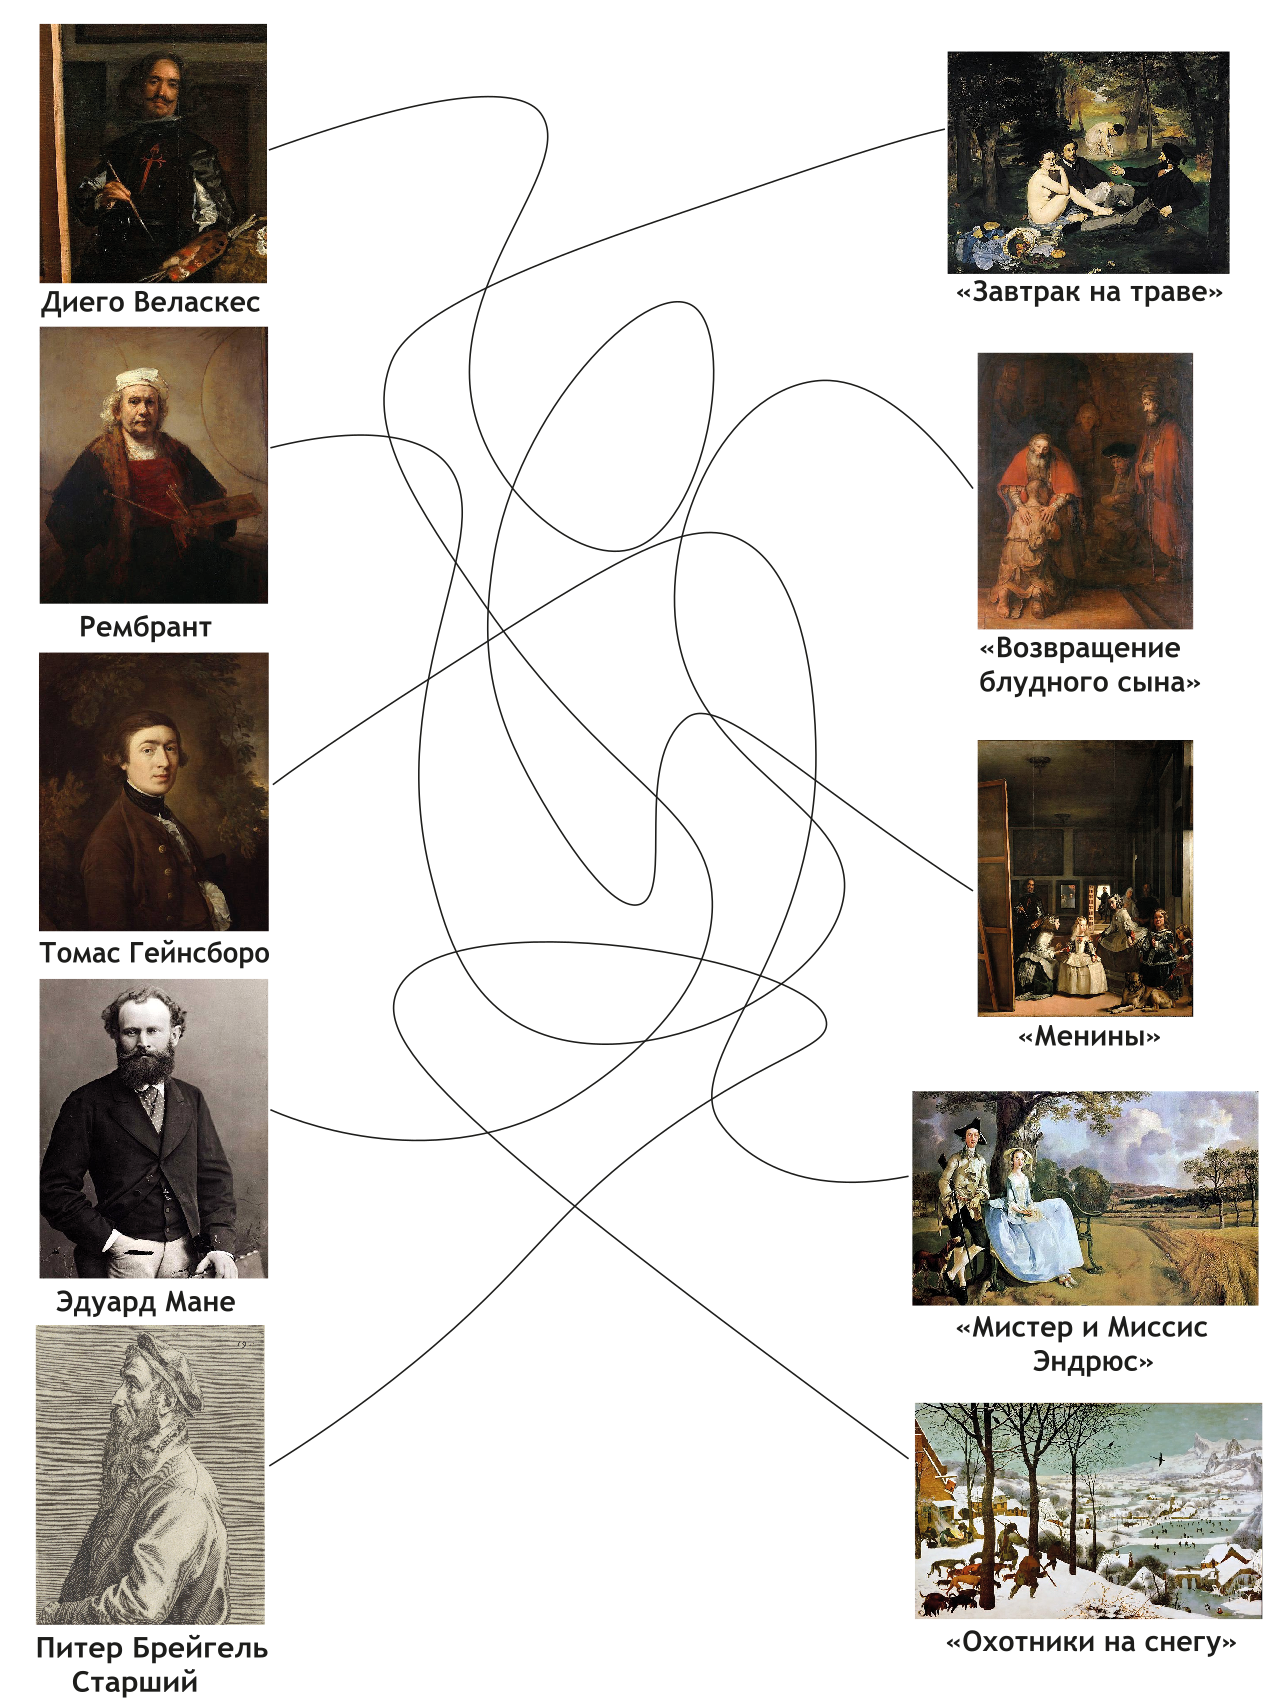 Диего Веласкес
Рембрант
Томас Гейнсборо
Эдуард Мане
Питер Брейгель
Старший
«Завтрак на траве»
«Возвращение
блудного сына»
«Менины»
«Мистер и Миссис
Эндрюс»
«Охотники на снегу»